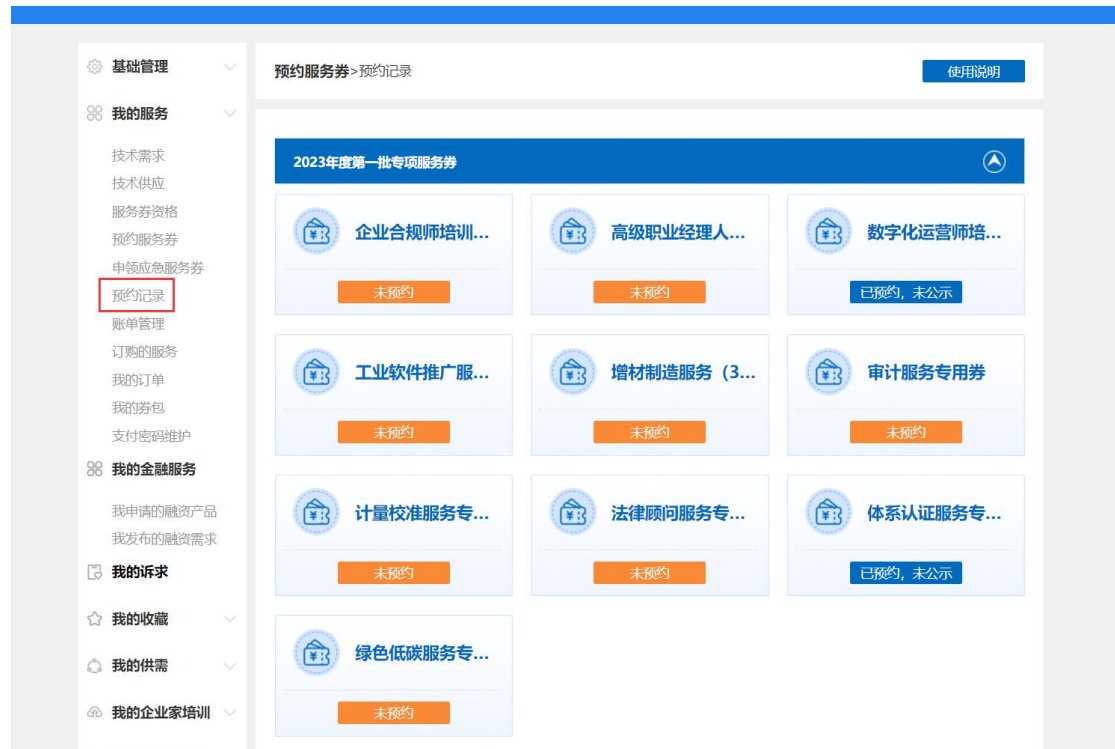 基础管理
我的服务
技术需求
技术供应
服务券资格
预约服务券
申领应急服务券
预约记录
账单管理
订购的服务
我的订单
我的券包
支付密码维护
我的金融服务
我申请的融资产品
我发布的融资需求
我的诉求
我的收藏
我的供需
我的企业家培训
预约服务券>预约记录
使用说明
2023年度第一批专项服务券
企业合规师培训...
未预约
高级职业经理人...
未预约
数字化运营师培...
已预约，未公示
工业软件推广服...
未预约
增材制造服务（3...
未预约
审计服务专用券
未预约
计量校准服务专...
未预约
法律顾问服务专...
未预约
体系认证服务专...
已预约，未公示
绿色低碳服务专...
未预约